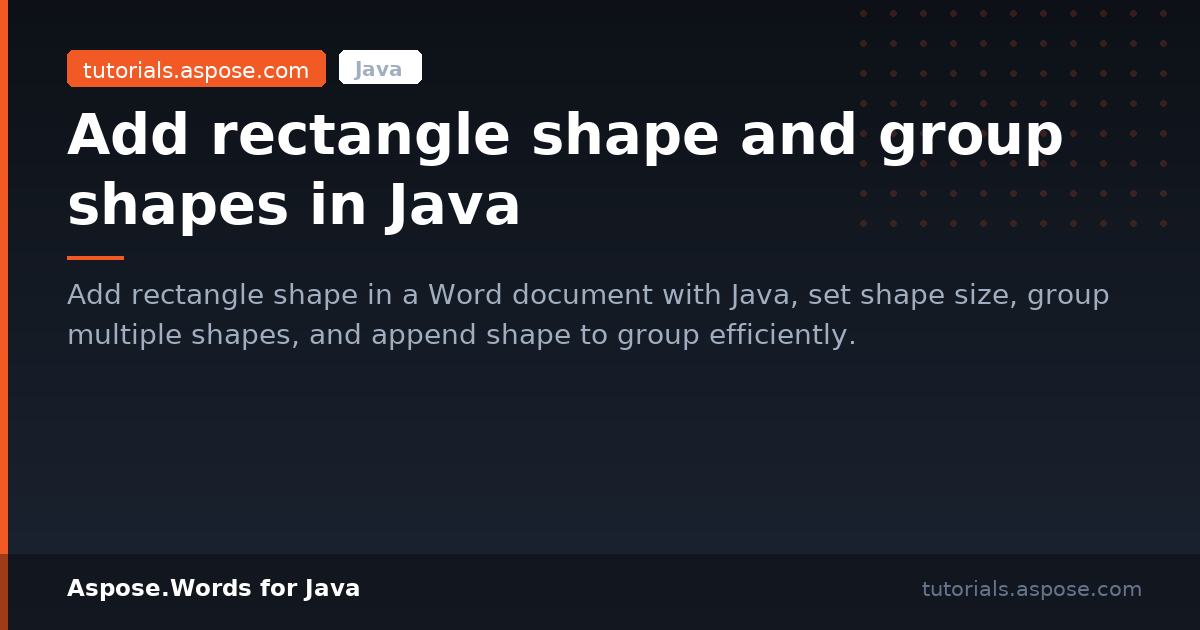 tutorials.aspose.com
Java
Add rectangle shape and group
shapes in Java
Add rectangle shape in a Word document with Java, set shape size, group
multiple shapes, and append shape to group efficiently.
Aspose.Words for Java
tutorials.aspose.com